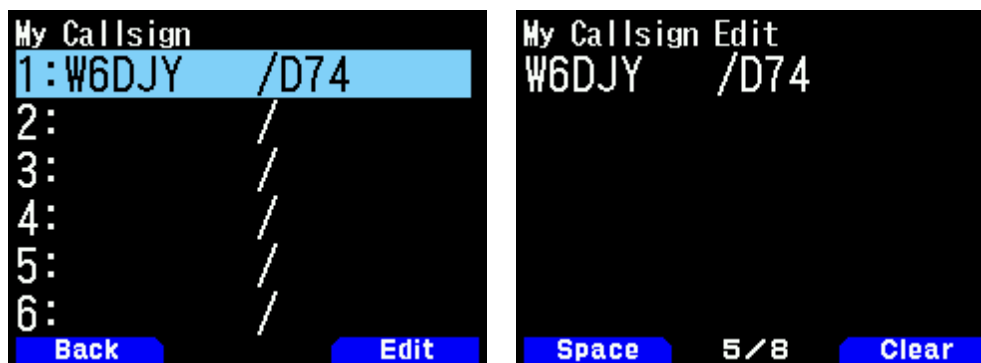 My Callsign
1:W6DJY /D74
2: /
3: /
4: /
5: /
6: /
Back Edit
My Callsign Edit
W6DJY /D74
Space 5/8 Clear